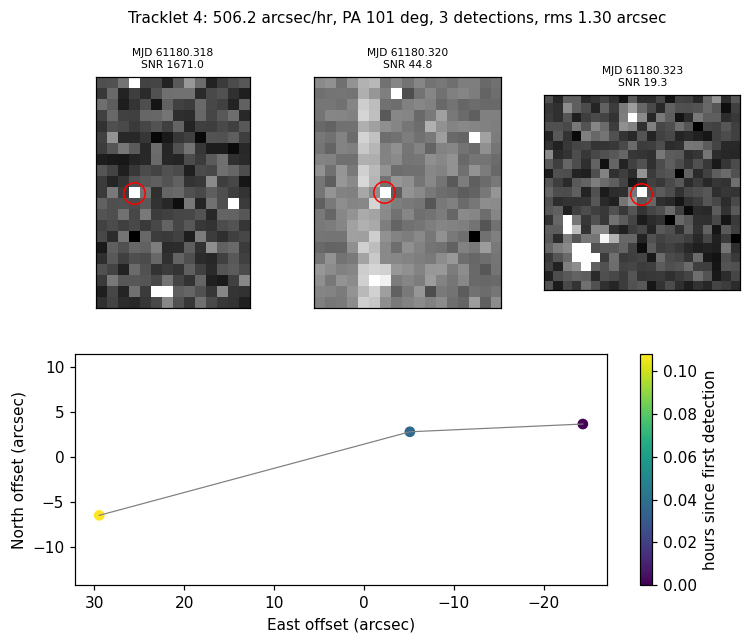 Tracklet 4: 506.2 arcsec/hr, PA 101 deg, 3 detections, rms 1.30 arcsec
MJD 61180.318
SNR 1671.0
MJD 61180.320
SNR 44.8
MJD 61180.323
SNR 19.3
10
5
0
−5
−10
North offset (arcsec)
30
20
10
0
−10
−20
East offset (arcsec)
0.10
0.08
0.06
0.04
0.02
0.00
hours since first detection